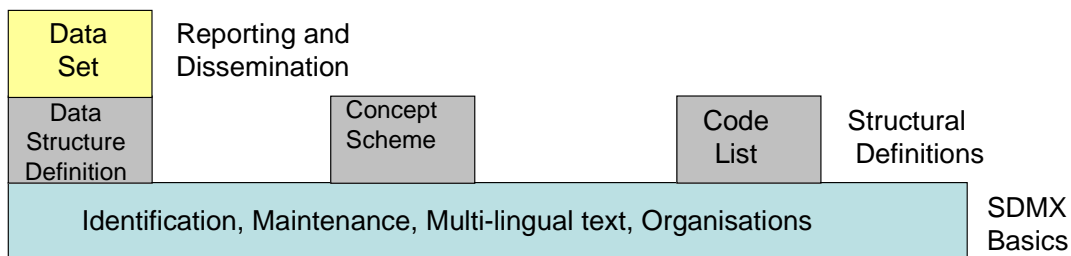 Data
Set
Reporting and
Dissemination
Data
Structure
Definition
Concept
Scheme
Code
List
Structural
Definitions
Identification, Maintenance, Multi-lingual text, Organisations
SDMX
Basics